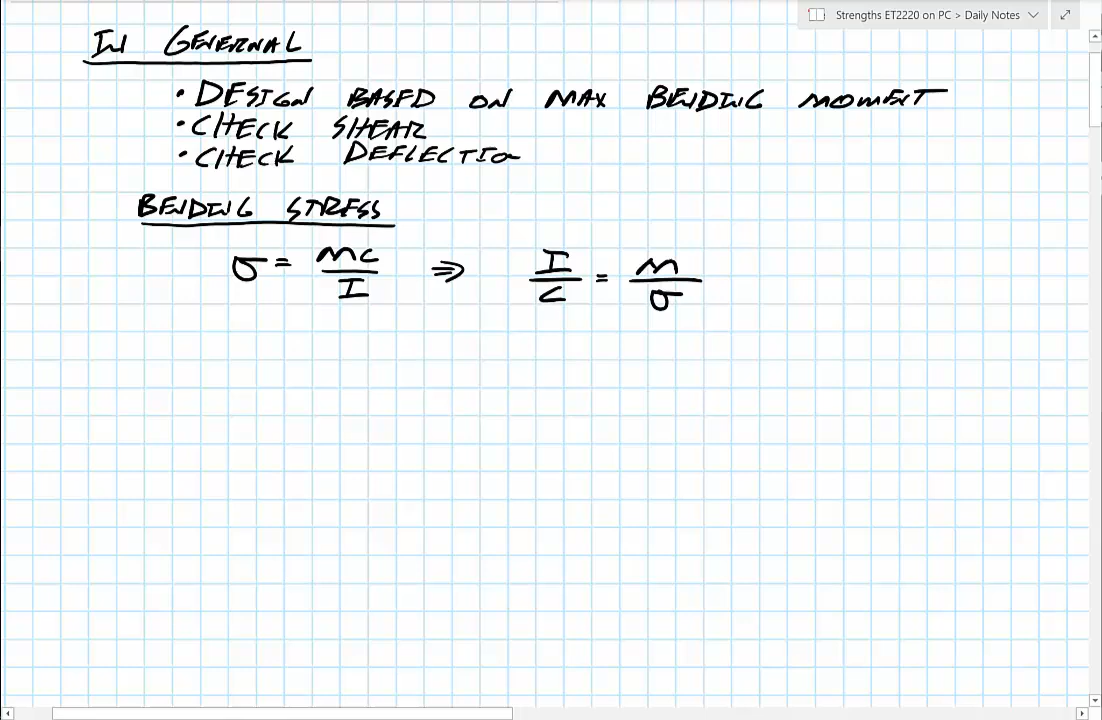 Strengths ET2220 on PC > Daily Notes
IN GENERAL
• DESIGN BASED ON MAX BENDING MOMENT
• CHECK SHEAR
• CHECK DEFLECTION
BENDING STRESS
σ = MC/I ⇒ I/C = M/σ